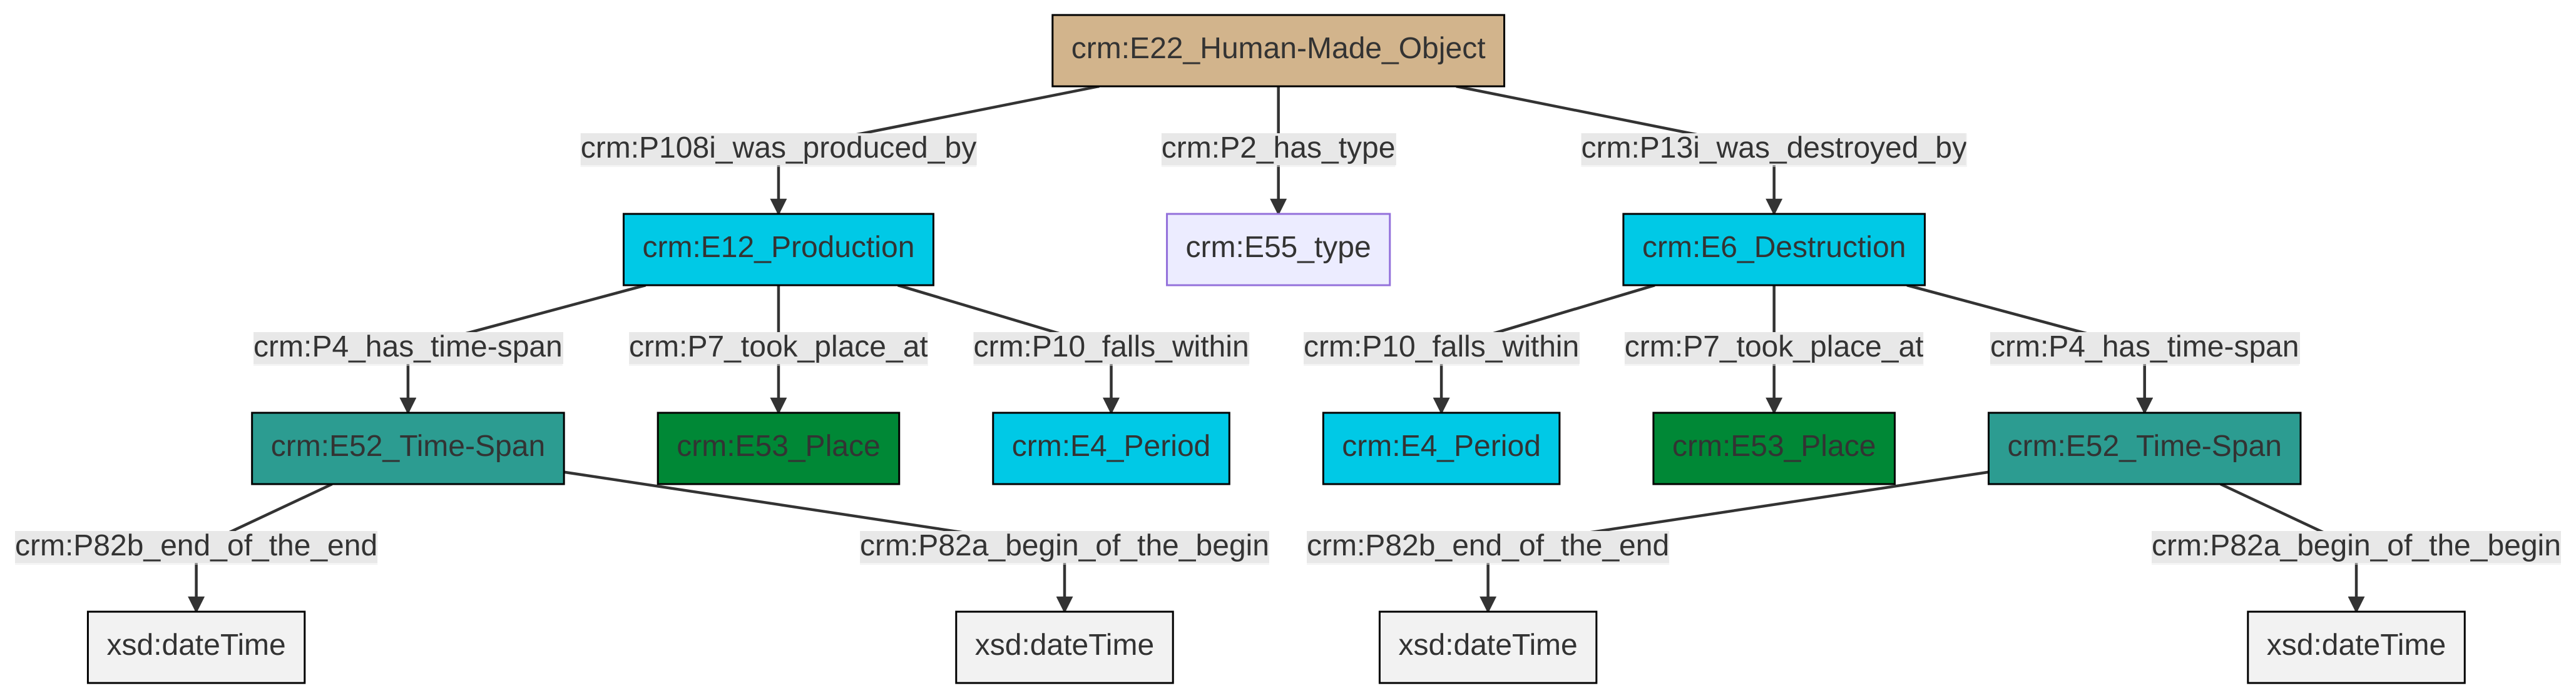 crm:E22_Human-Made_Object
crm:P108i_was_produced_by
crm:P2_has_type
crm:P13i_was_destroyed_by
crm:E12_Production
crm:E55_type
crm:E6_Destruction
crm:P4_has_time-span
crm:P7_took_place_at
crm:P10_falls_within
crm:P10_falls_within
crm:P7_took_place_at
crm:P4_has_time-span
crm:E52_Time-Span
crm:E53_Place
crm:E4_Period
crm:E4_Period
crm:E53_Place
crm:E52_Time-Span
crm:P82b_end_of_the_end
crm:P82a_begin_of_the_begin
crm:P82b_end_of_the_end
crm:P82a_begin_of_the_begin
xsd:dateTime
xsd:dateTime
xsd:dateTime
xsd:dateTime